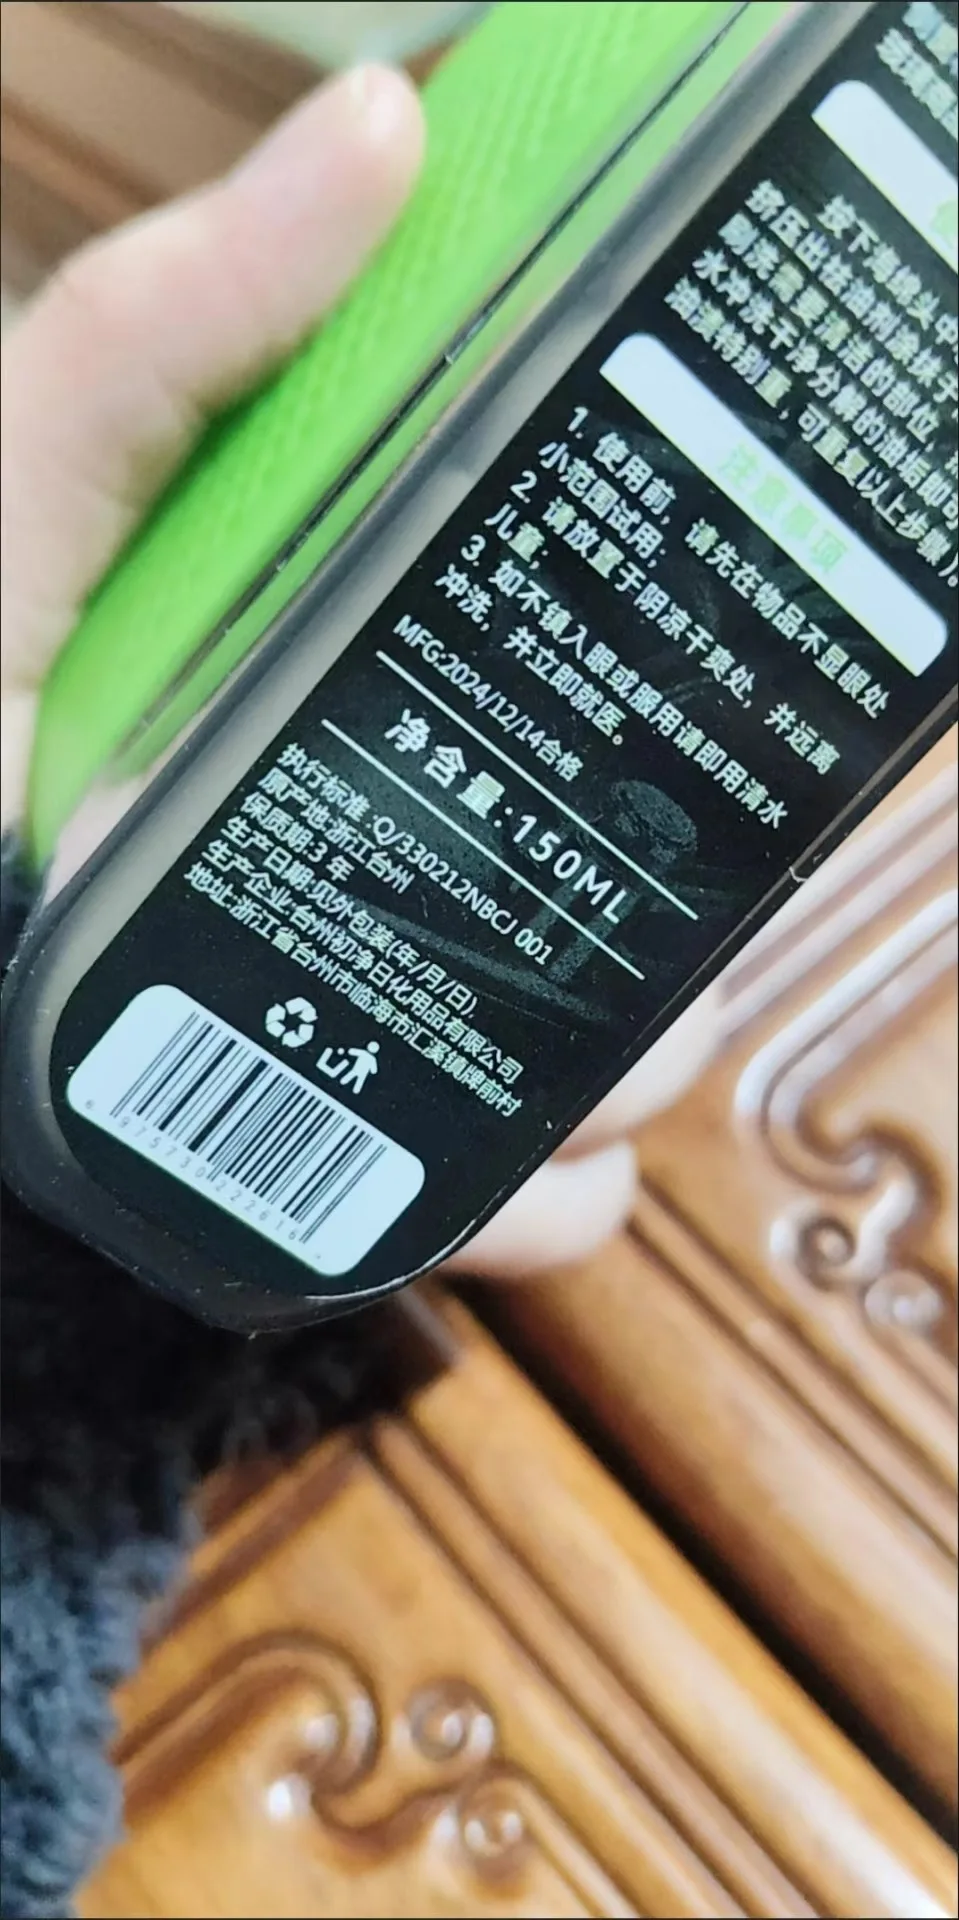 洗涤
按下海绵头中
挤压出去油剂涂抹于
刷洗需要清洁的部位，
水冲洗干净分解的油垢即可
油渍特别重，可重复以上步骤）。
注意事项
1. 使用前，请先在物品不显眼处
小范围试用；
2. 请放置于阴凉干爽处，并远离
儿童；
3. 如不慎入眼或服用请即用清水
冲洗，并立即就医。
MFG:2024/12/14合格
净含量:150ML
执行标准:Q/330212NBCJ 001
原产地:浙江台州
保质期:3 年
生产日期:见外包装(年/月/日)
生产企业:台州初净日化用品有限公司
地址:浙江省台州市临海市汇溪镇牌前村
6 975730 222616